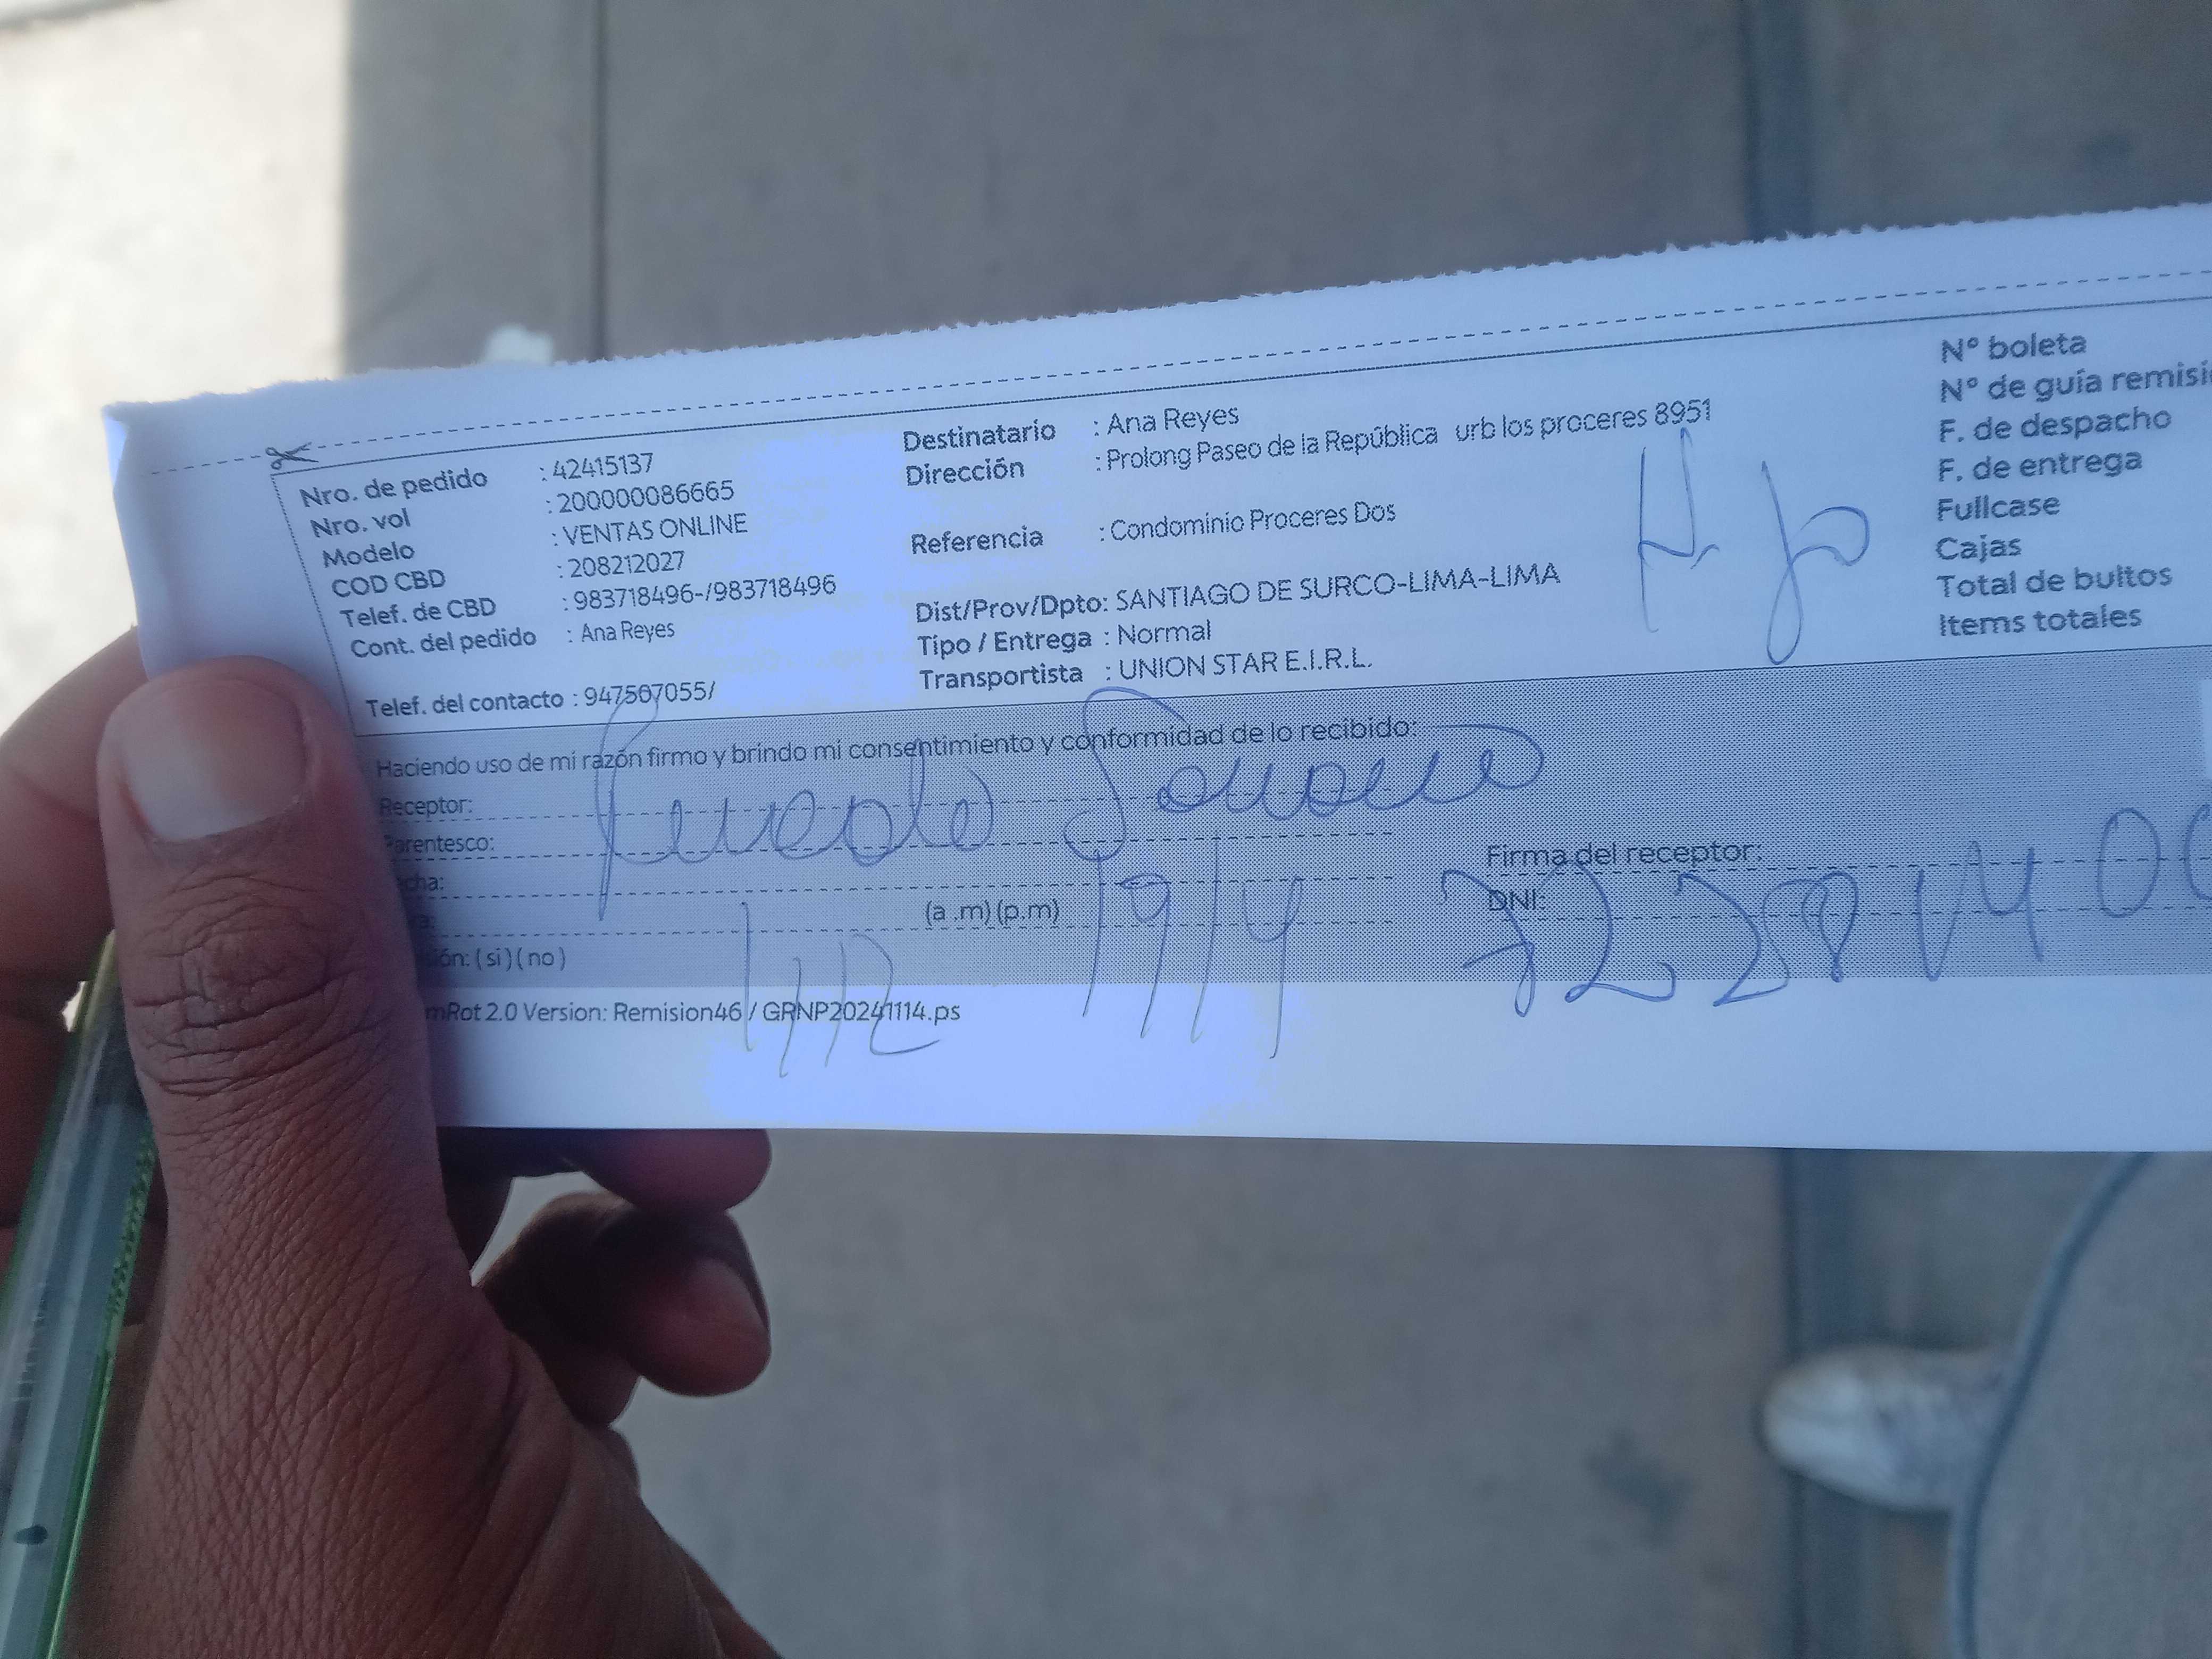 Nro. de pedido : 42415137
Nro. vol : 200000086665
Modelo : VENTAS ONLINE
COD CBD : 208212027
Telef. de CBD : 983718496-/983718496
Cont. del pedido : Ana Reyes
Telef. del contacto : 947567055/
Destinatario : Ana Reyes
Dirección : Prolong Paseo de la República urb los proceres 8951
Referencia : Condominio Proceres Dos
Dist/Prov/Dpto: SANTIAGO DE SURCO-LIMA-LIMA
Tipo / Entrega : Normal
Transportista : UNION STAR E.I.R.L.
Nº boleta
Nº de guía
F. de despacho
F. de entrega
Fullcase
Cajas
Total de bultos
Items totales
Haciendo uso de mi razón firmo y brindo mi consentimiento y conformidad de lo recibido:
Receptor:
Parentesco:
(a .m) (p.m)
( si ) ( no )
Firma del receptor:
DNI:
2.0 Version: Remision46 / GRNP20241114.ps